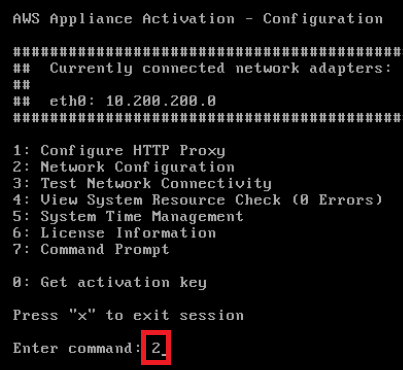 AWS Appliance Activation - Configuration
##########################################
##  Currently connected network adapters:
##
##  eth0: 10.200.200.0
##########################################
1: Configure HTTP Proxy
2: Network Configuration
3: Test Network Connectivity
4: View System Resource Check (0 Errors)
5: System Time Management
6: License Information
7: Command Prompt
0: Get activation key
Press "x" to exit session
Enter command: 2_